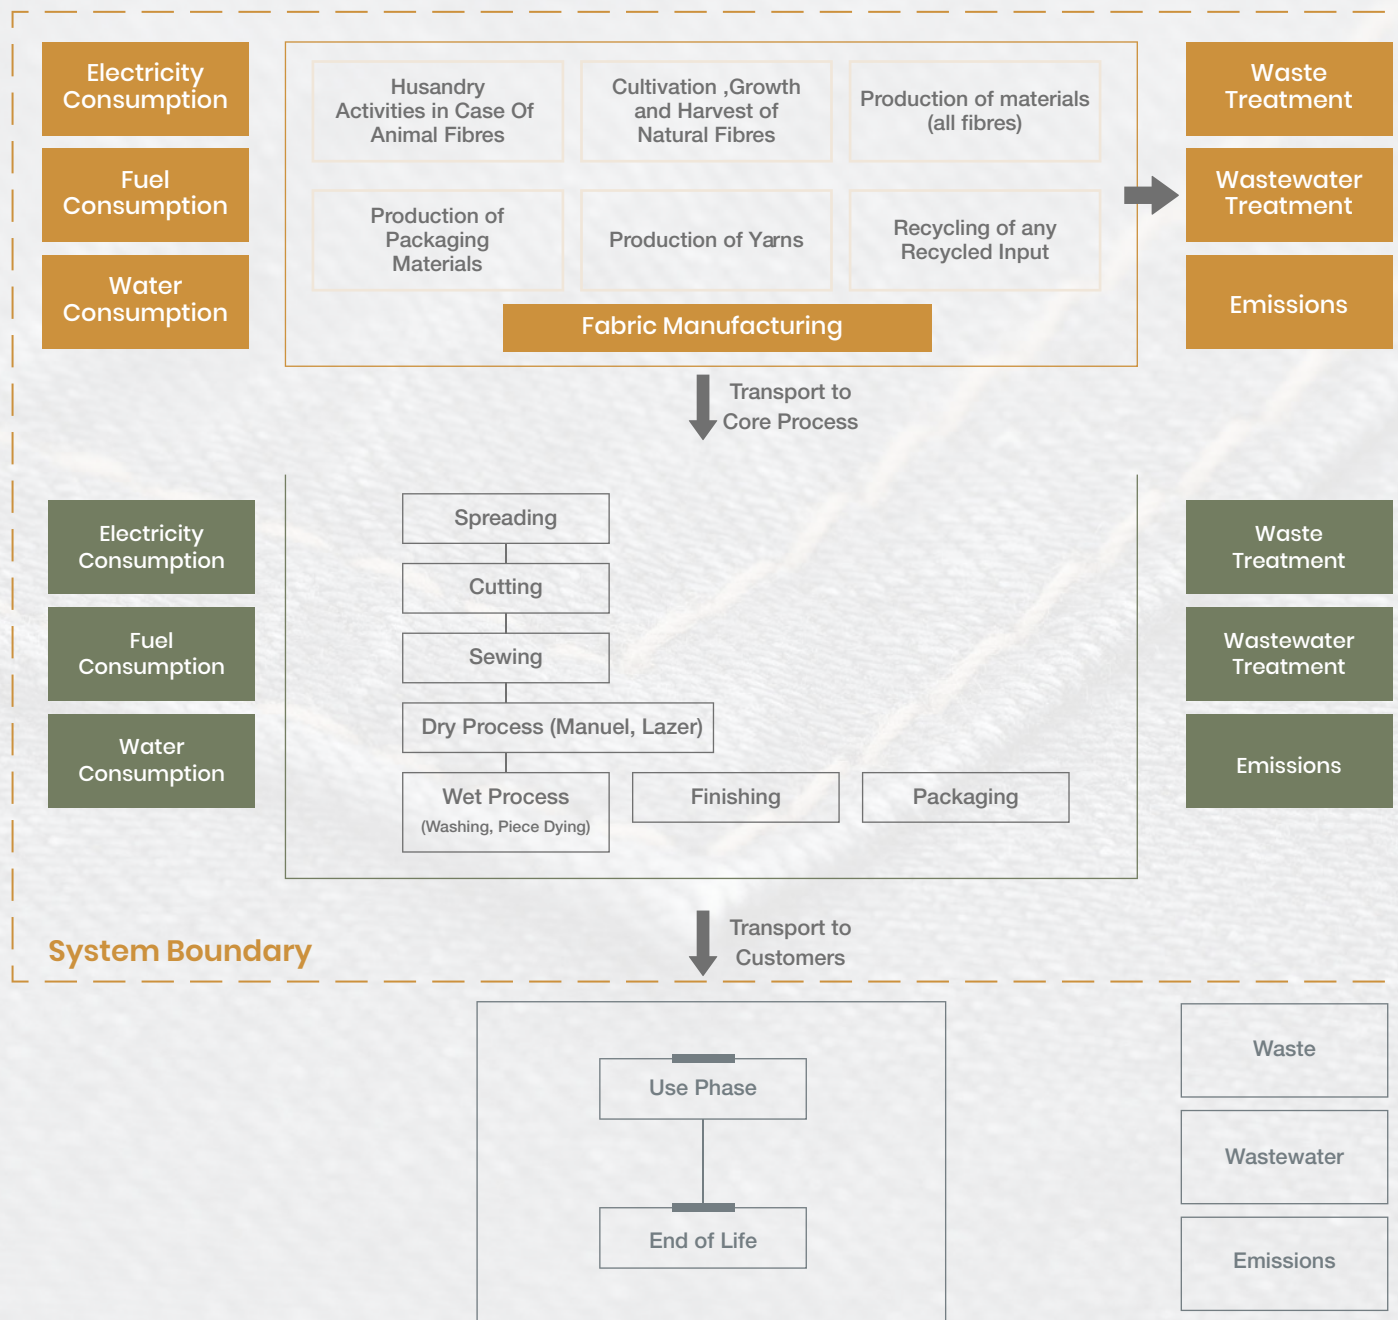 Electricity
Consumption
Fuel
Consumption
Water
Consumption
Husandry
Activities in Case Of
Animal Fibres
Cultivation ,Growth
and Harvest of
Natural Fibres
Production of materials
(all fibres)
Production of
Packaging
Materials
Production of Yarns
Recycling of any
Recycled Input
Fabric Manufacturing
Waste
Treatment
Wastewater
Treatment
Emissions
Transport to
Core Process
Electricity
Consumption
Fuel
Consumption
Water
Consumption
Spreading
Cutting
Sewing
Dry Process (Manuel, Lazer)
Wet Process
(Washing, Piece Dying)
Finishing
Packaging
Waste
Treatment
Wastewater
Treatment
Emissions
System Boundary
Transport to
Customers
Use Phase
End of Life
Waste
Wastewater
Emissions